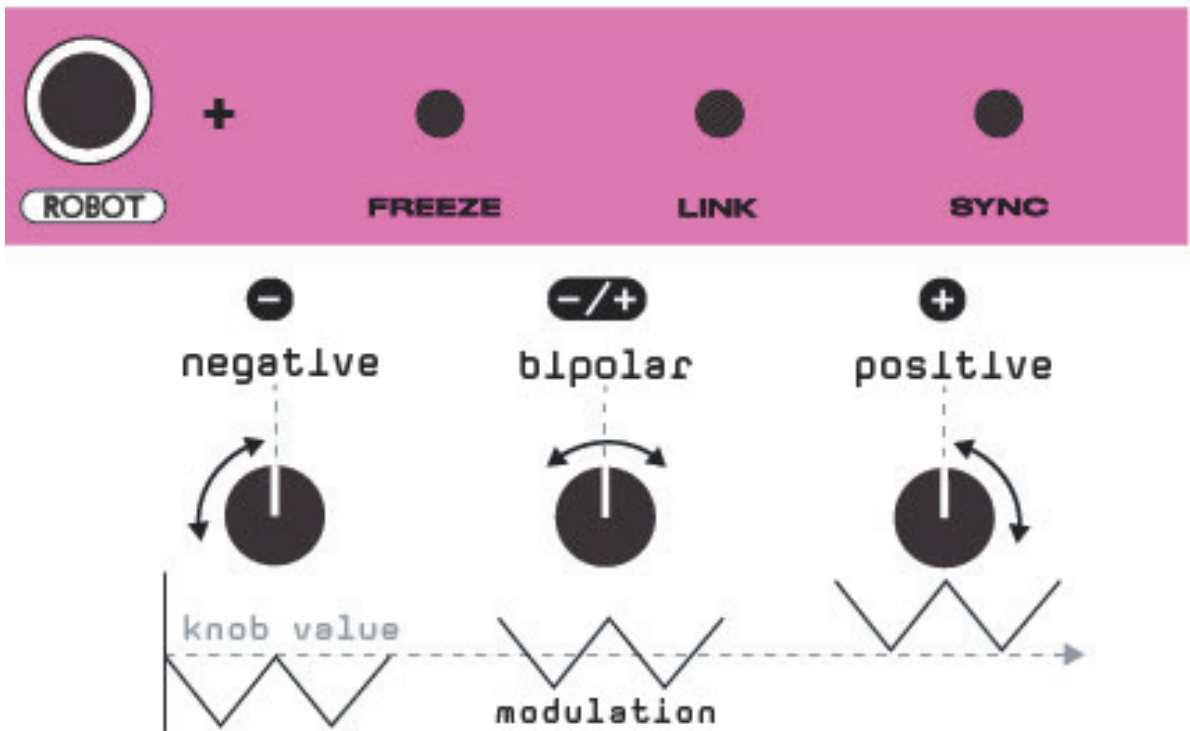 +
ROBOT FREEZE LINK SYNC
- -/+ +
negative bipolar positive
knob value
modulation